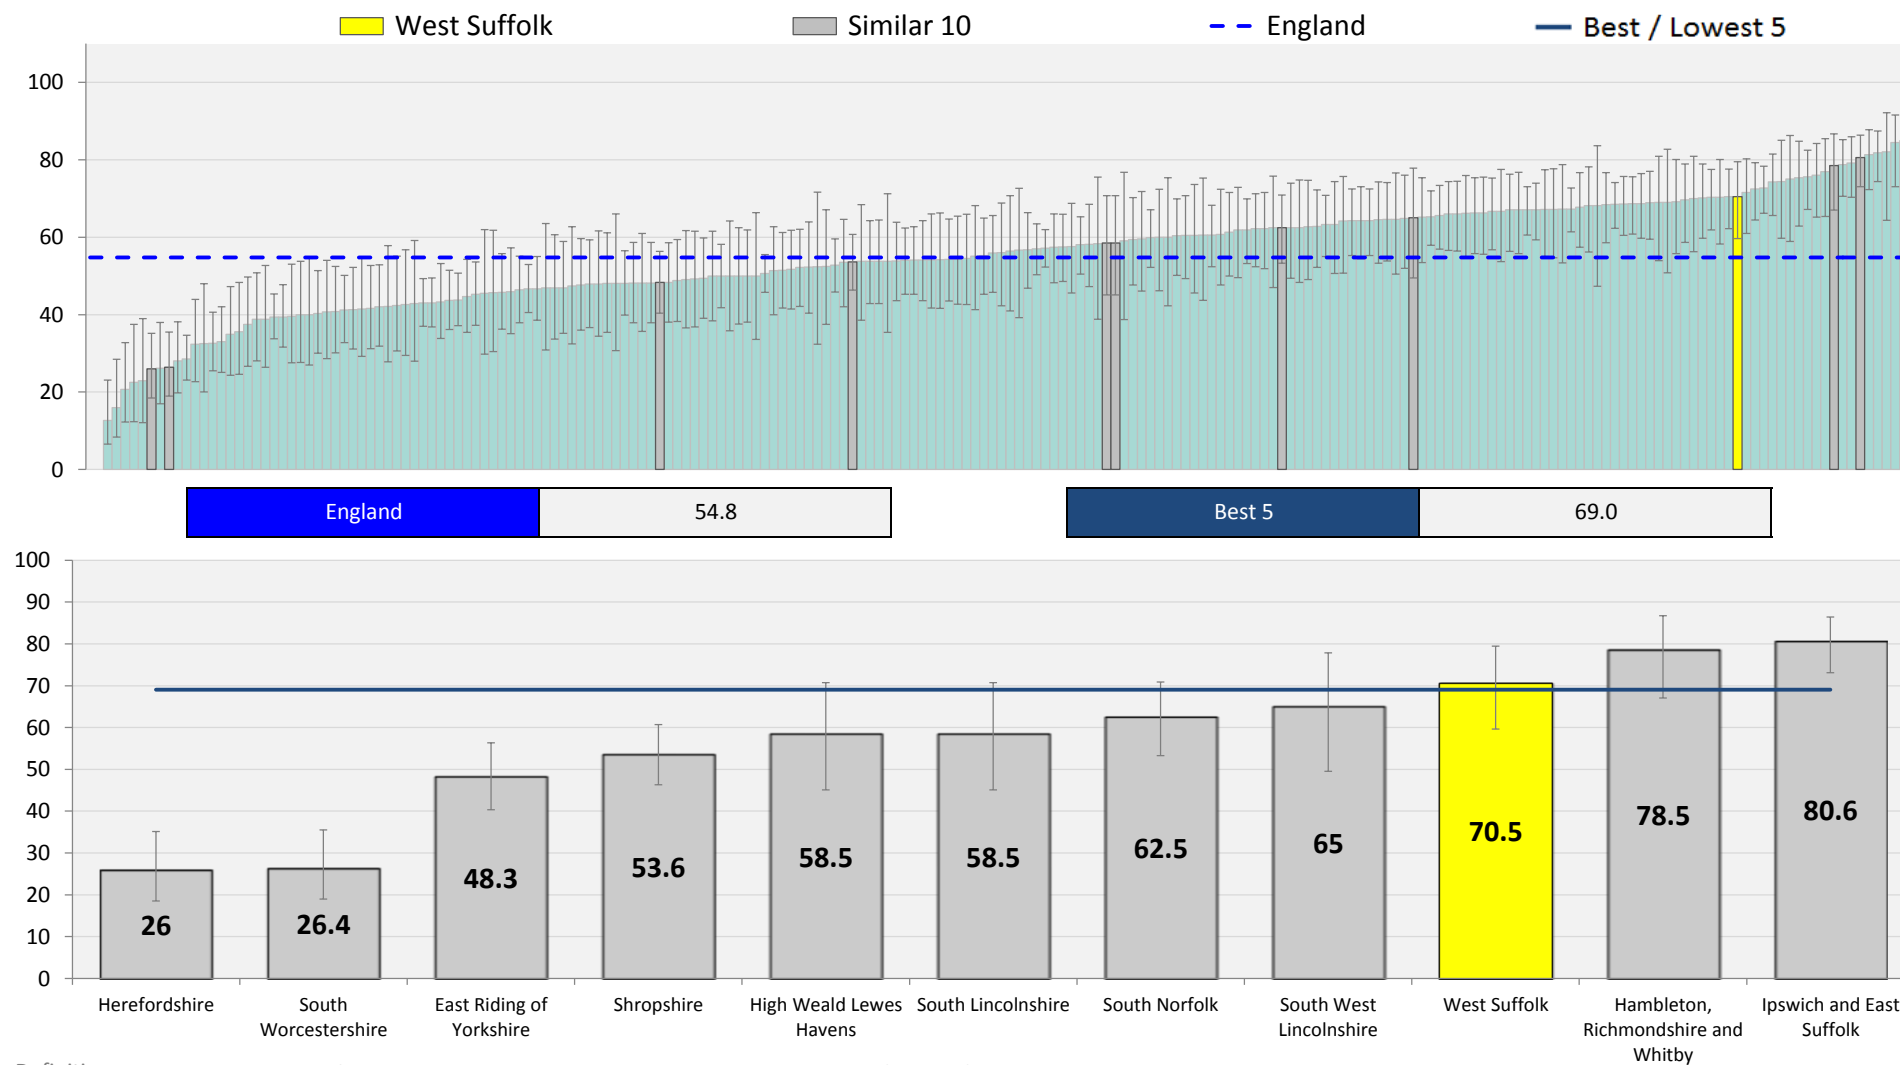 West Suffolk
Similar 10
England
Best / Lowest 5
100
80
60
40
20
0
England 54.8
Best 5 69.0
100
90
80
70
60
50
40
30
20
10
0
26
26.4
48.3
53.6
58.5
58.5
62.5
65
70.5
78.5
80.6
Herefordshire
South
Worcestershire
East Riding of
Yorkshire
Shropshire
High Weald Lewes
Havens
South Lincolnshire
South Norfolk
South West
Lincolnshire
West Suffolk
Hambleton,
Richmondshire and
Whitby
Ipswich and East
Suffolk